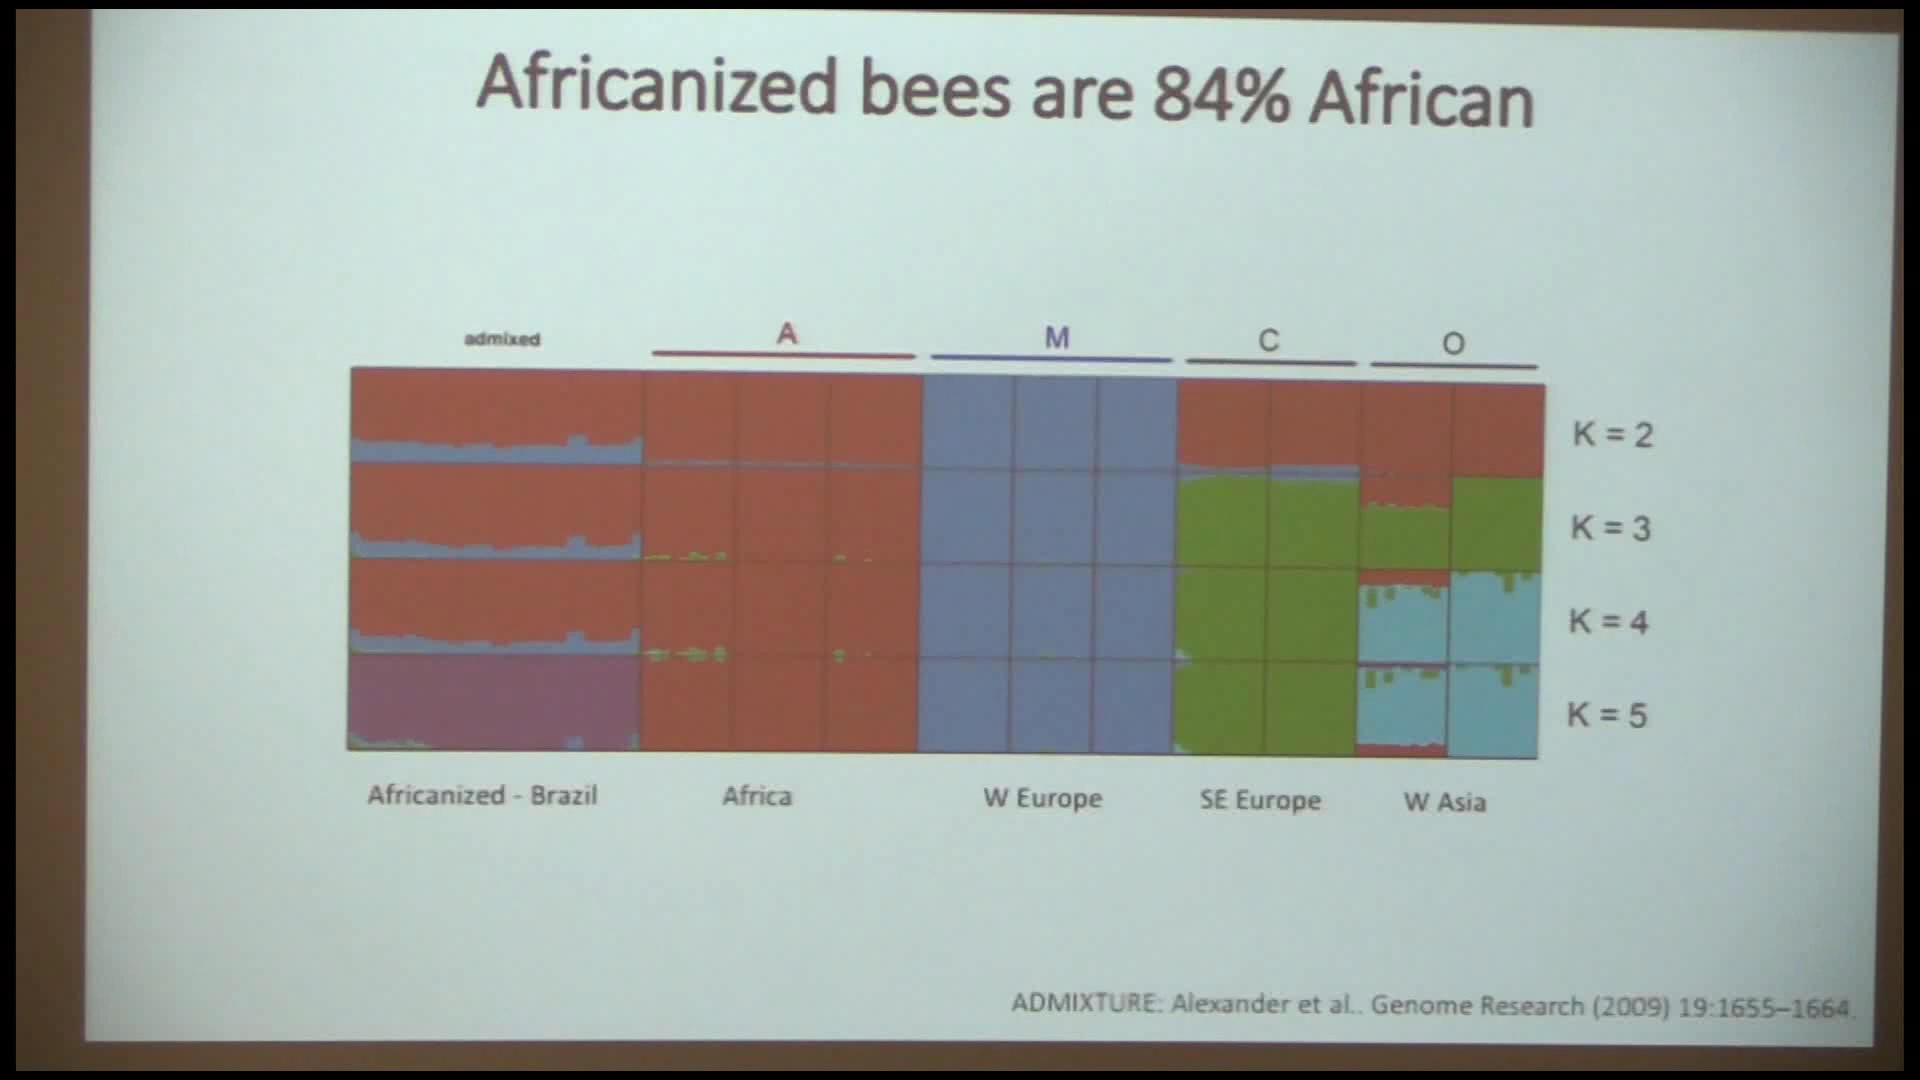 Africanized bees are 84% African
admixed A M C O
K = 2
K = 3
K = 4
K = 5
Africanized - Brazil Africa W Europe SE Europe W Asia
ADMIXTURE: Alexander et al.. Genome Research (2009) 19:1655–1664.